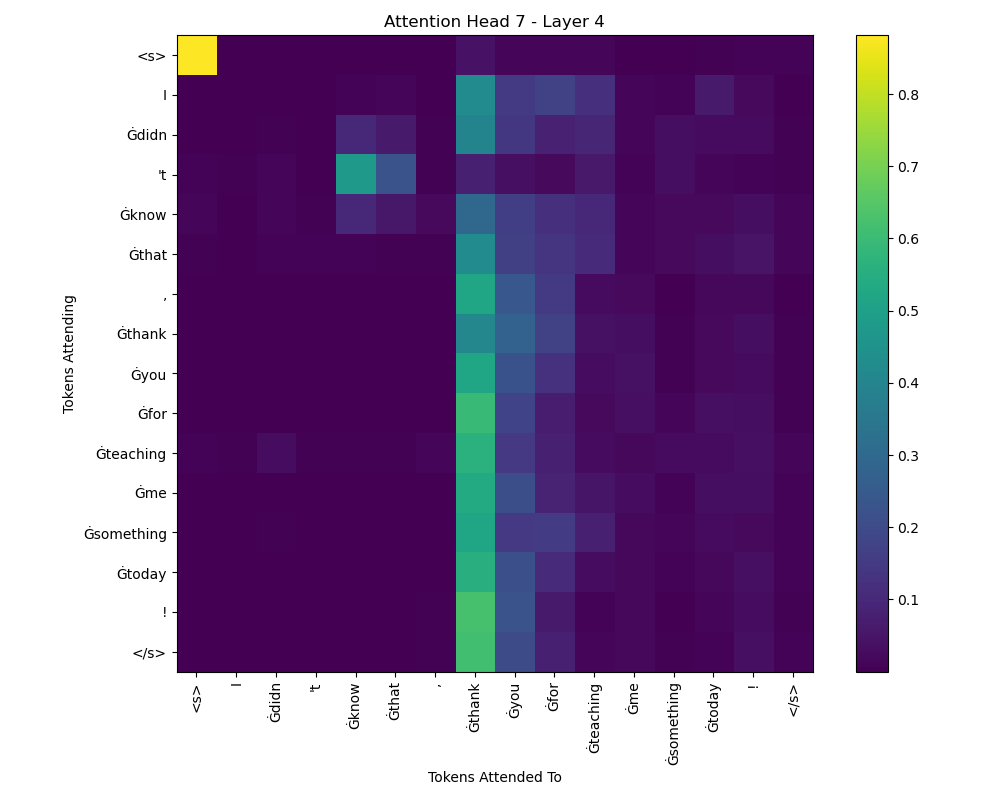 Attention Head 7 - Layer 4
Tokens Attending
<s>
I
Ġdidn
't
Ġknow
Ġthat
,
Ġthank
Ġyou
Ġfor
Ġteaching
Ġme
Ġsomething
Ġtoday
!
</s>
<s>
I
Ġdidn
't
Ġknow
Ġthat
,
Ġthank
Ġyou
Ġfor
Ġteaching
Ġme
Ġsomething
Ġtoday
!
</s>
Tokens Attended To
0.8
0.7
0.6
0.5
0.4
0.3
0.2
0.1